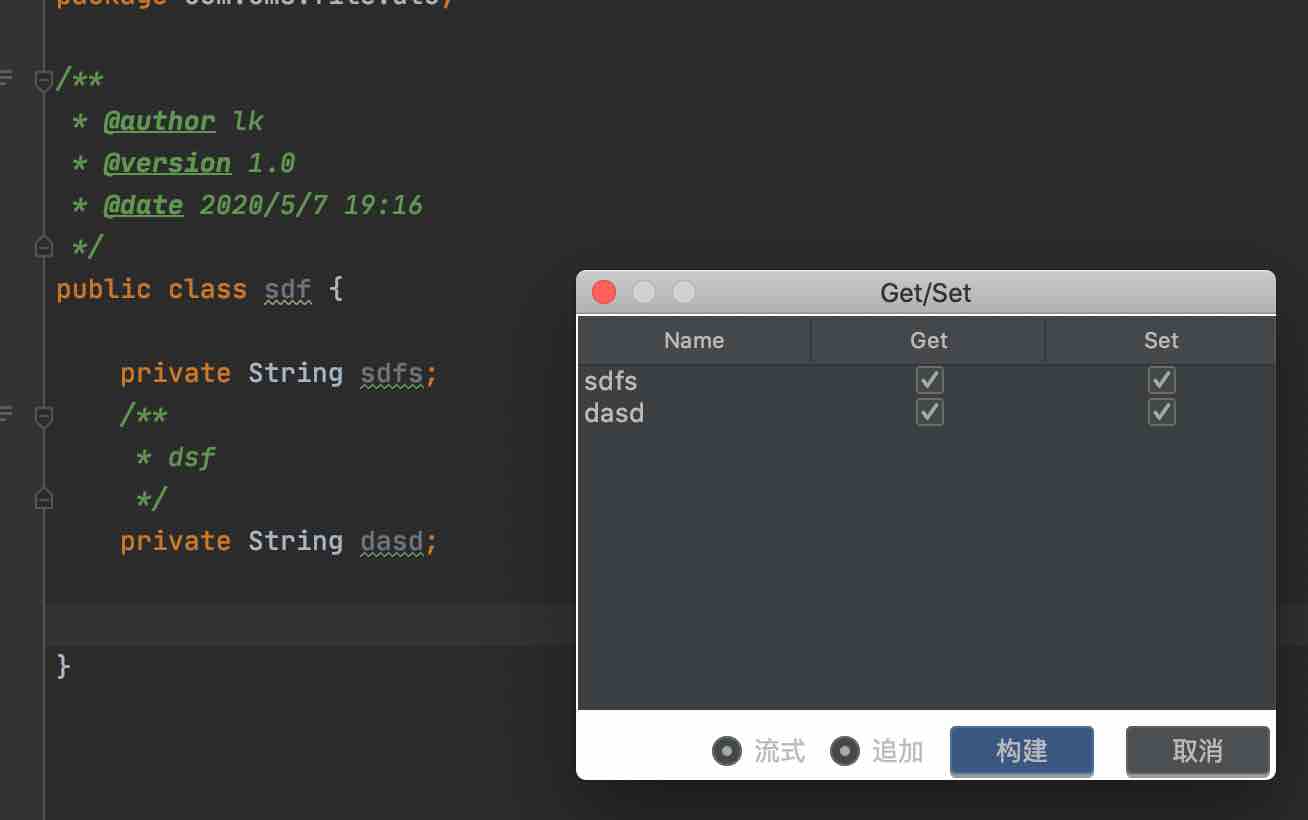 package
/**
* @author lk
* @version 1.0
* @date 2020/5/7 19:16
*/
public class sdf {
private String sdfs;
/**
* dsf
*/
private String dasd;
}
Get/Set
Name Get Set
sdfs
dasd
流式 追加 构建 取消